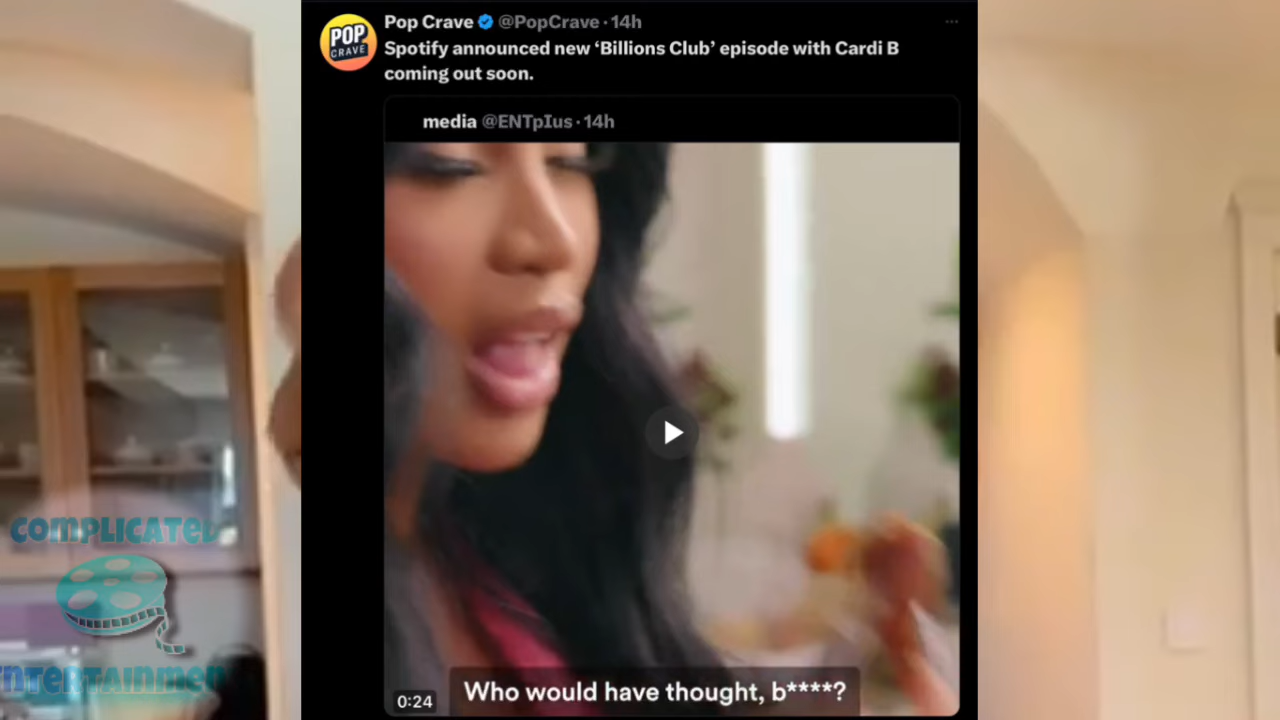 POP
CRAVE
Pop Crave @PopCrave · 14h
Spotify announced new ‘Billions Club’ episode with Cardi B
coming out soon.
media @ENTpIus · 14h
COMPLICATED
ENTERTAINMEN
0:24
Who would have thought, b****?